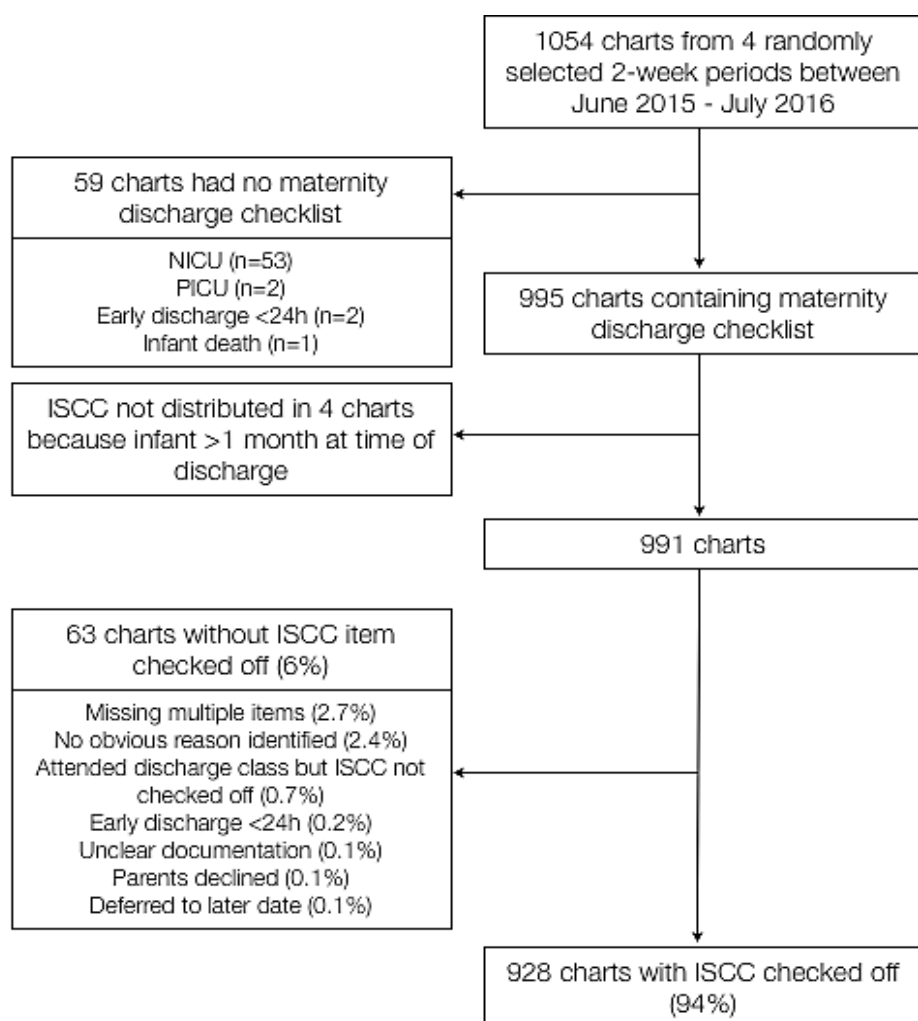 1054 charts from 4 randomly
selected 2-week periods between
June 2015 - July 2016
59 charts had no maternity
discharge checklist
NICU (n=53)
PICU (n=2)
Early discharge <24h (n=2)
Infant death (n=1)
995 charts containing maternity
discharge checklist
ISCC not distributed in 4 charts
because infant >1 month at time of
discharge
991 charts
63 charts without ISCC item
checked off (6%)
Missing multiple items (2.7%)
No obvious reason identified (2.4%)
Attended discharge class but ISCC not
checked off (0.7%)
Early discharge <24h (0.2%)
Unclear documentation (0.1%)
Parents declined (0.1%)
Deferred to later date (0.1%)
928 charts with ISCC checked off
(94%)